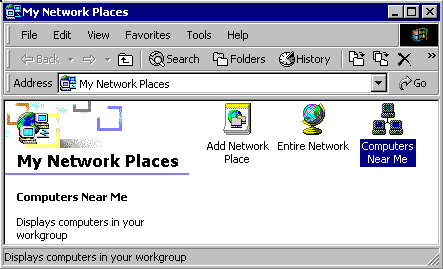 My Network Places
File Edit View Favorites Tools Help
Back Search Folders History
Address My Network Places Go
My Network Places
Computers Near Me
Displays computers in your
workgroup
Add Network
Place
Entire Network
Computers
Near Me
Displays computers in your workgroup